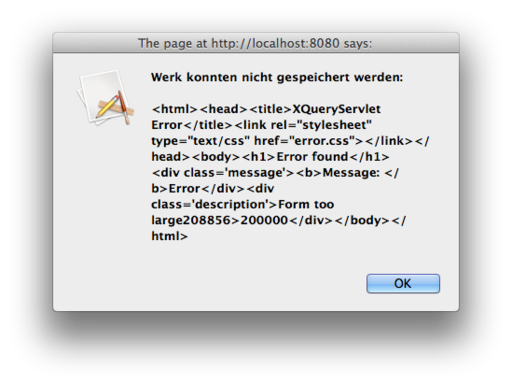 The page at http://localhost:8080 says:
Werk konnten nicht gespeichert werden:
<html><head><title>XQueryServlet
Error</title><link rel="stylesheet"
type="text/css" href="error.css"></link></
head><body><h1>Error found</h1>
<div class='message'><b>Message: </
b>Error</div><div
class='description'>Form too
large208856>200000</div></body></
html>
OK